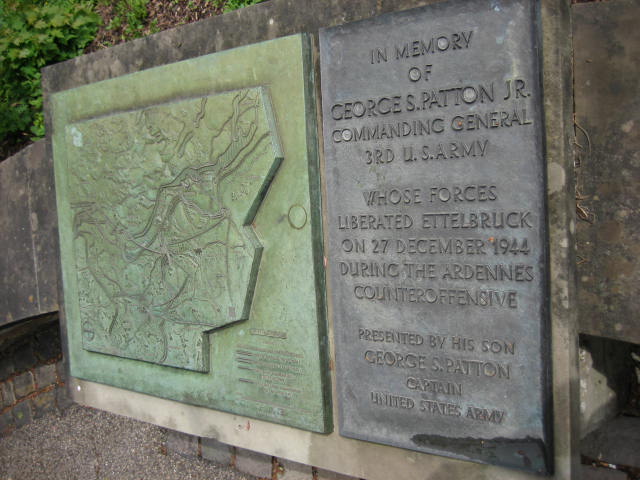 IN MEMORY
OF
GEORGE S. PATTON JR.
COMMANDING GENERAL
3RD U.S. ARMY
WHOSE FORCES
LIBERATED ETTELBRUCK
ON 27 DECEMBER 1944
DURING THE ARDENNES
COUNTEROFFENSIVE
PRESENTED BY HIS SON
GEORGE S. PATTON
CAPTAIN
UNITED STATES ARMY